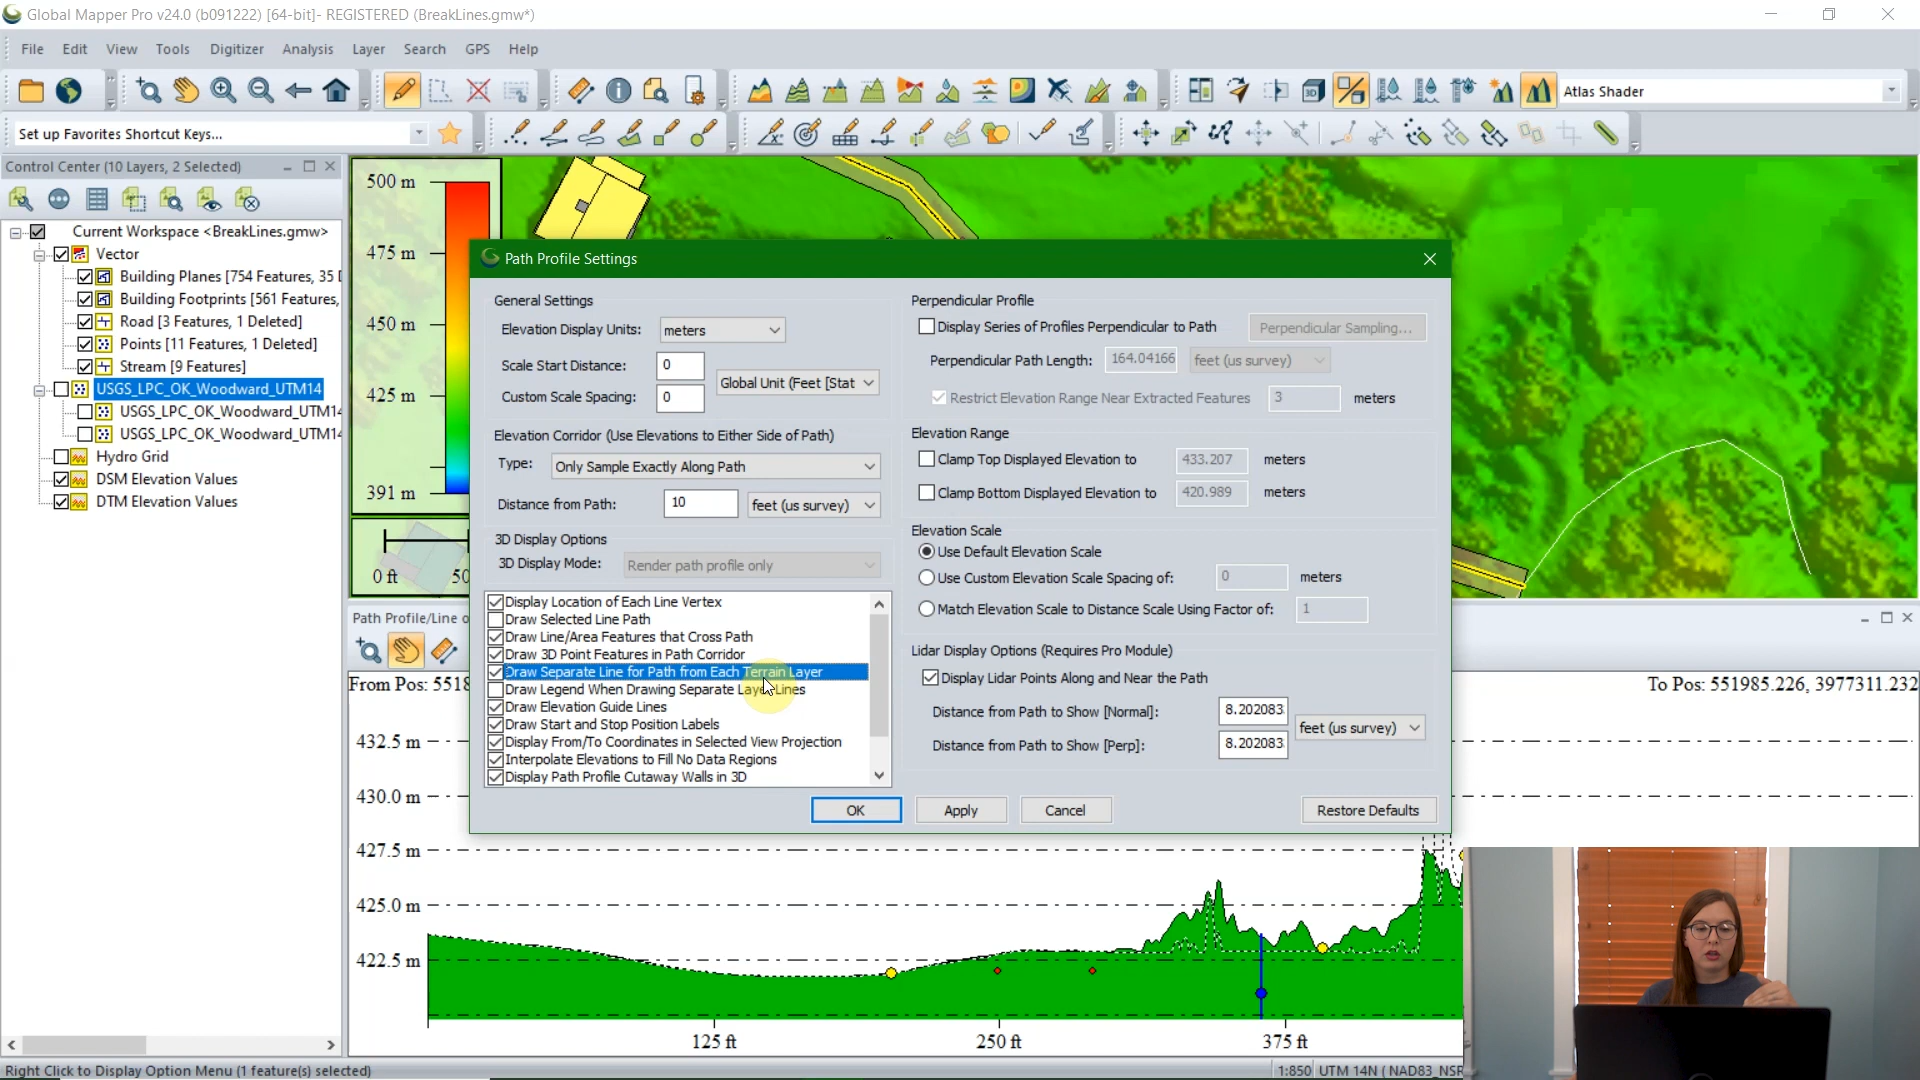 Global Mapper Pro v24.0 (b091222) [64-bit]- REGISTERED (BreakLines.gmw*)
File Edit View Tools Digitizer Analysis Layer Search GPS Help
Atlas Shader
Set up Favorites Shortcut Keys...
Control Center (10 Layers, 2 Selected)
Current Workspace <BreakLines.gmw>
Vector
Building Planes [754 Features, 35
Building Footprints [561 Features,
Road [3 Features, 1 Deleted]
Points [11 Features, 1 Deleted]
Stream [9 Features]
USGS_LPC_OK_Woodward_UTM14
USGS_LPC_OK_Woodward_UTM14
USGS_LPC_OK_Woodward_UTM14
Hydro Grid
DSM Elevation Values
DTM Elevation Values
500 m
475 m
450 m
425 m
391 m
0 ft 50
Path Profile Settings
General Settings
Elevation Display Units: meters
Scale Start Distance: 0
Global Unit (Feet [Stat
Custom Scale Spacing: 0
Elevation Corridor (Use Elevations to Either Side of Path)
Type: Only Sample Exactly Along Path
Distance from Path: 10 feet (us survey)
3D Display Options
3D Display Mode: Render path profile only
Display Location of Each Line Vertex
Draw Selected Line Path
Draw Line/Area Features that Cross Path
Draw 3D Point Features in Path Corridor
Draw Separate Line for Path from Each Terrain Layer
Draw Legend When Drawing Separate Layer Lines
Draw Elevation Guide Lines
Draw Start and Stop Position Labels
Display From/To Coordinates in Selected View Projection
Interpolate Elevations to Fill No Data Regions
Display Path Profile Cutaway Walls in 3D
Perpendicular Profile
Display Series of Profiles Perpendicular to Path Perpendicular Sampling...
Perpendicular Path Length: 164.04166 feet (us survey)
Restrict Elevation Range Near Extracted Features 3 meters
Elevation Range
Clamp Top Displayed Elevation to 433.207 meters
Clamp Bottom Displayed Elevation to 420.989 meters
Elevation Scale
Use Default Elevation Scale
Use Custom Elevation Scale Spacing of: 0 meters
Match Elevation Scale to Distance Scale Using Factor of: 1
Lidar Display Options (Requires Pro Module)
Display Lidar Points Along and Near the Path
Distance from Path to Show [Normal]: 8.202083
feet (us survey)
Distance from Path to Show [Perp]: 8.202083
OK Apply Cancel Restore Defaults
Path Profile/Line o
From Pos: 5518
To Pos: 551985.226, 3977311.232
432.5 m
430.0 m
427.5 m
425.0 m
422.5 m
125 ft 250 ft 375 ft
Right Click to Display Option Menu (1 feature(s) selected)
1:850 UTM 14N ( NAD83_NSR